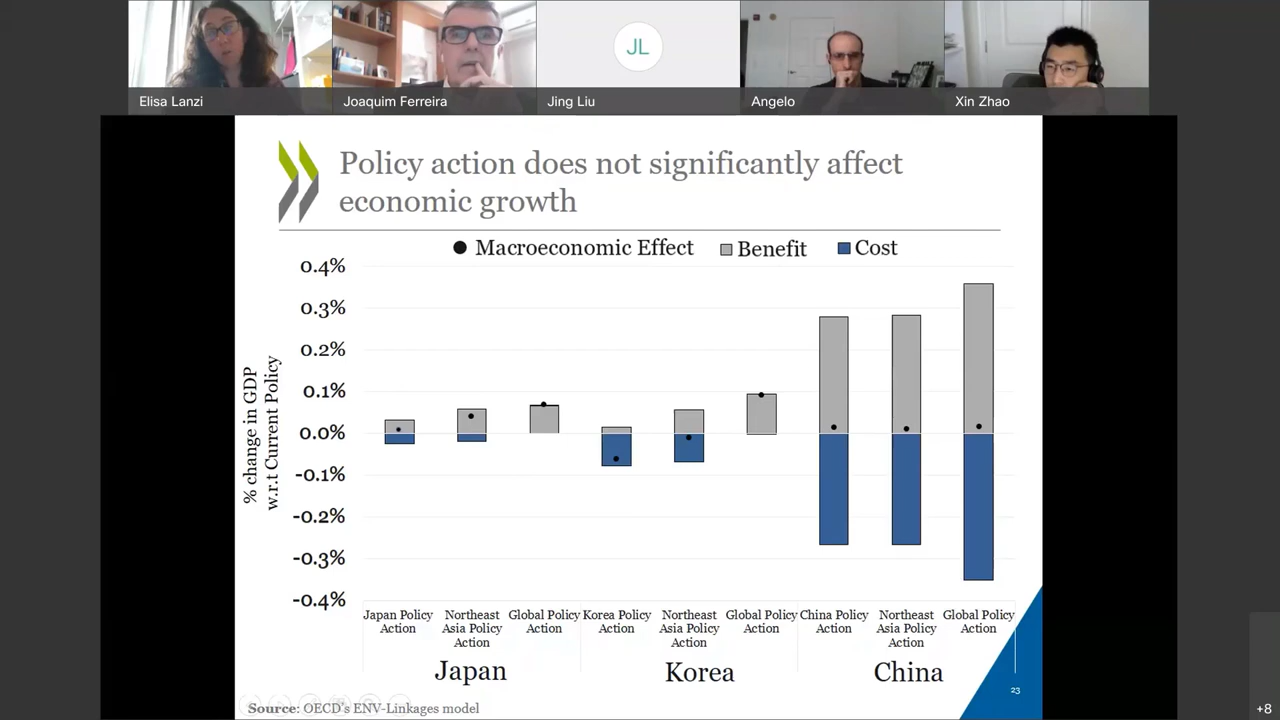 JL
Elisa Lanzi
Joaquim Ferreira
Jing Liu
Angelo
Xin Zhao
Policy action does not significantly affect
economic growth
Macroeconomic Effect
Benefit
Cost
% change in GDP
w.r.t Current Policy
0.4%
0.3%
0.2%
0.1%
0.0%
-0.1%
-0.2%
-0.3%
-0.4%
Japan Policy
Action
Northeast
Asia Policy
Action
Global Policy
Action
Korea Policy
Action
Northeast
Asia Policy
Action
Global Policy
Action
China Policy
Action
Northeast
Asia Policy
Action
Global Policy
Action
Japan
Korea
China
23
Source: OECD's ENV-Linkages model
+8